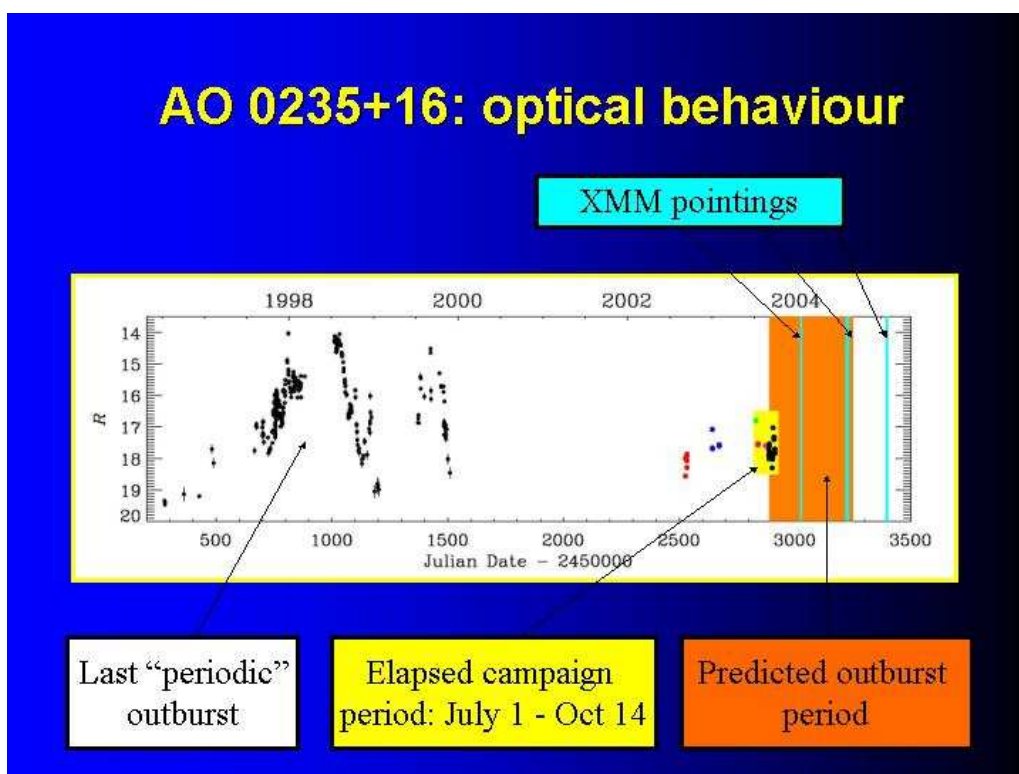 AO 0235+16: optical behaviour
XMM pointings
1998 2000 2002 2004
14
15
16
17
18
19
20
R
500 1000 1500 2000 2500 3000 3500
Julian Date - 2450000
Last “periodic”
outburst
Elapsed campaign
period: July 1 - Oct 14
Predicted outburst
period